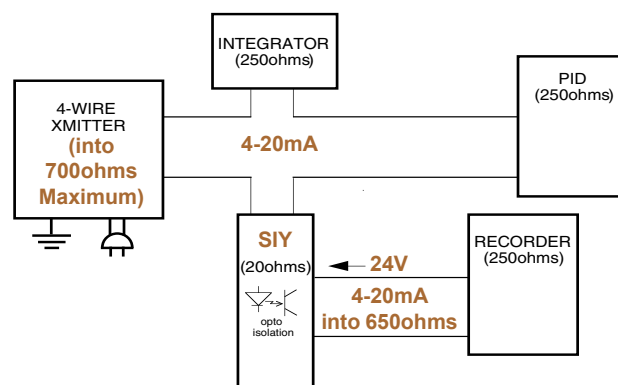 INTEGRATOR
(250ohms)
4-WIRE
XMITTER
(into
700ohms
Maximum)
4-20mA
PID
(250ohms)
SIY
(20ohms)
opto
isolation
24V
4-20mA
into 650ohms
RECORDER
(250ohms)